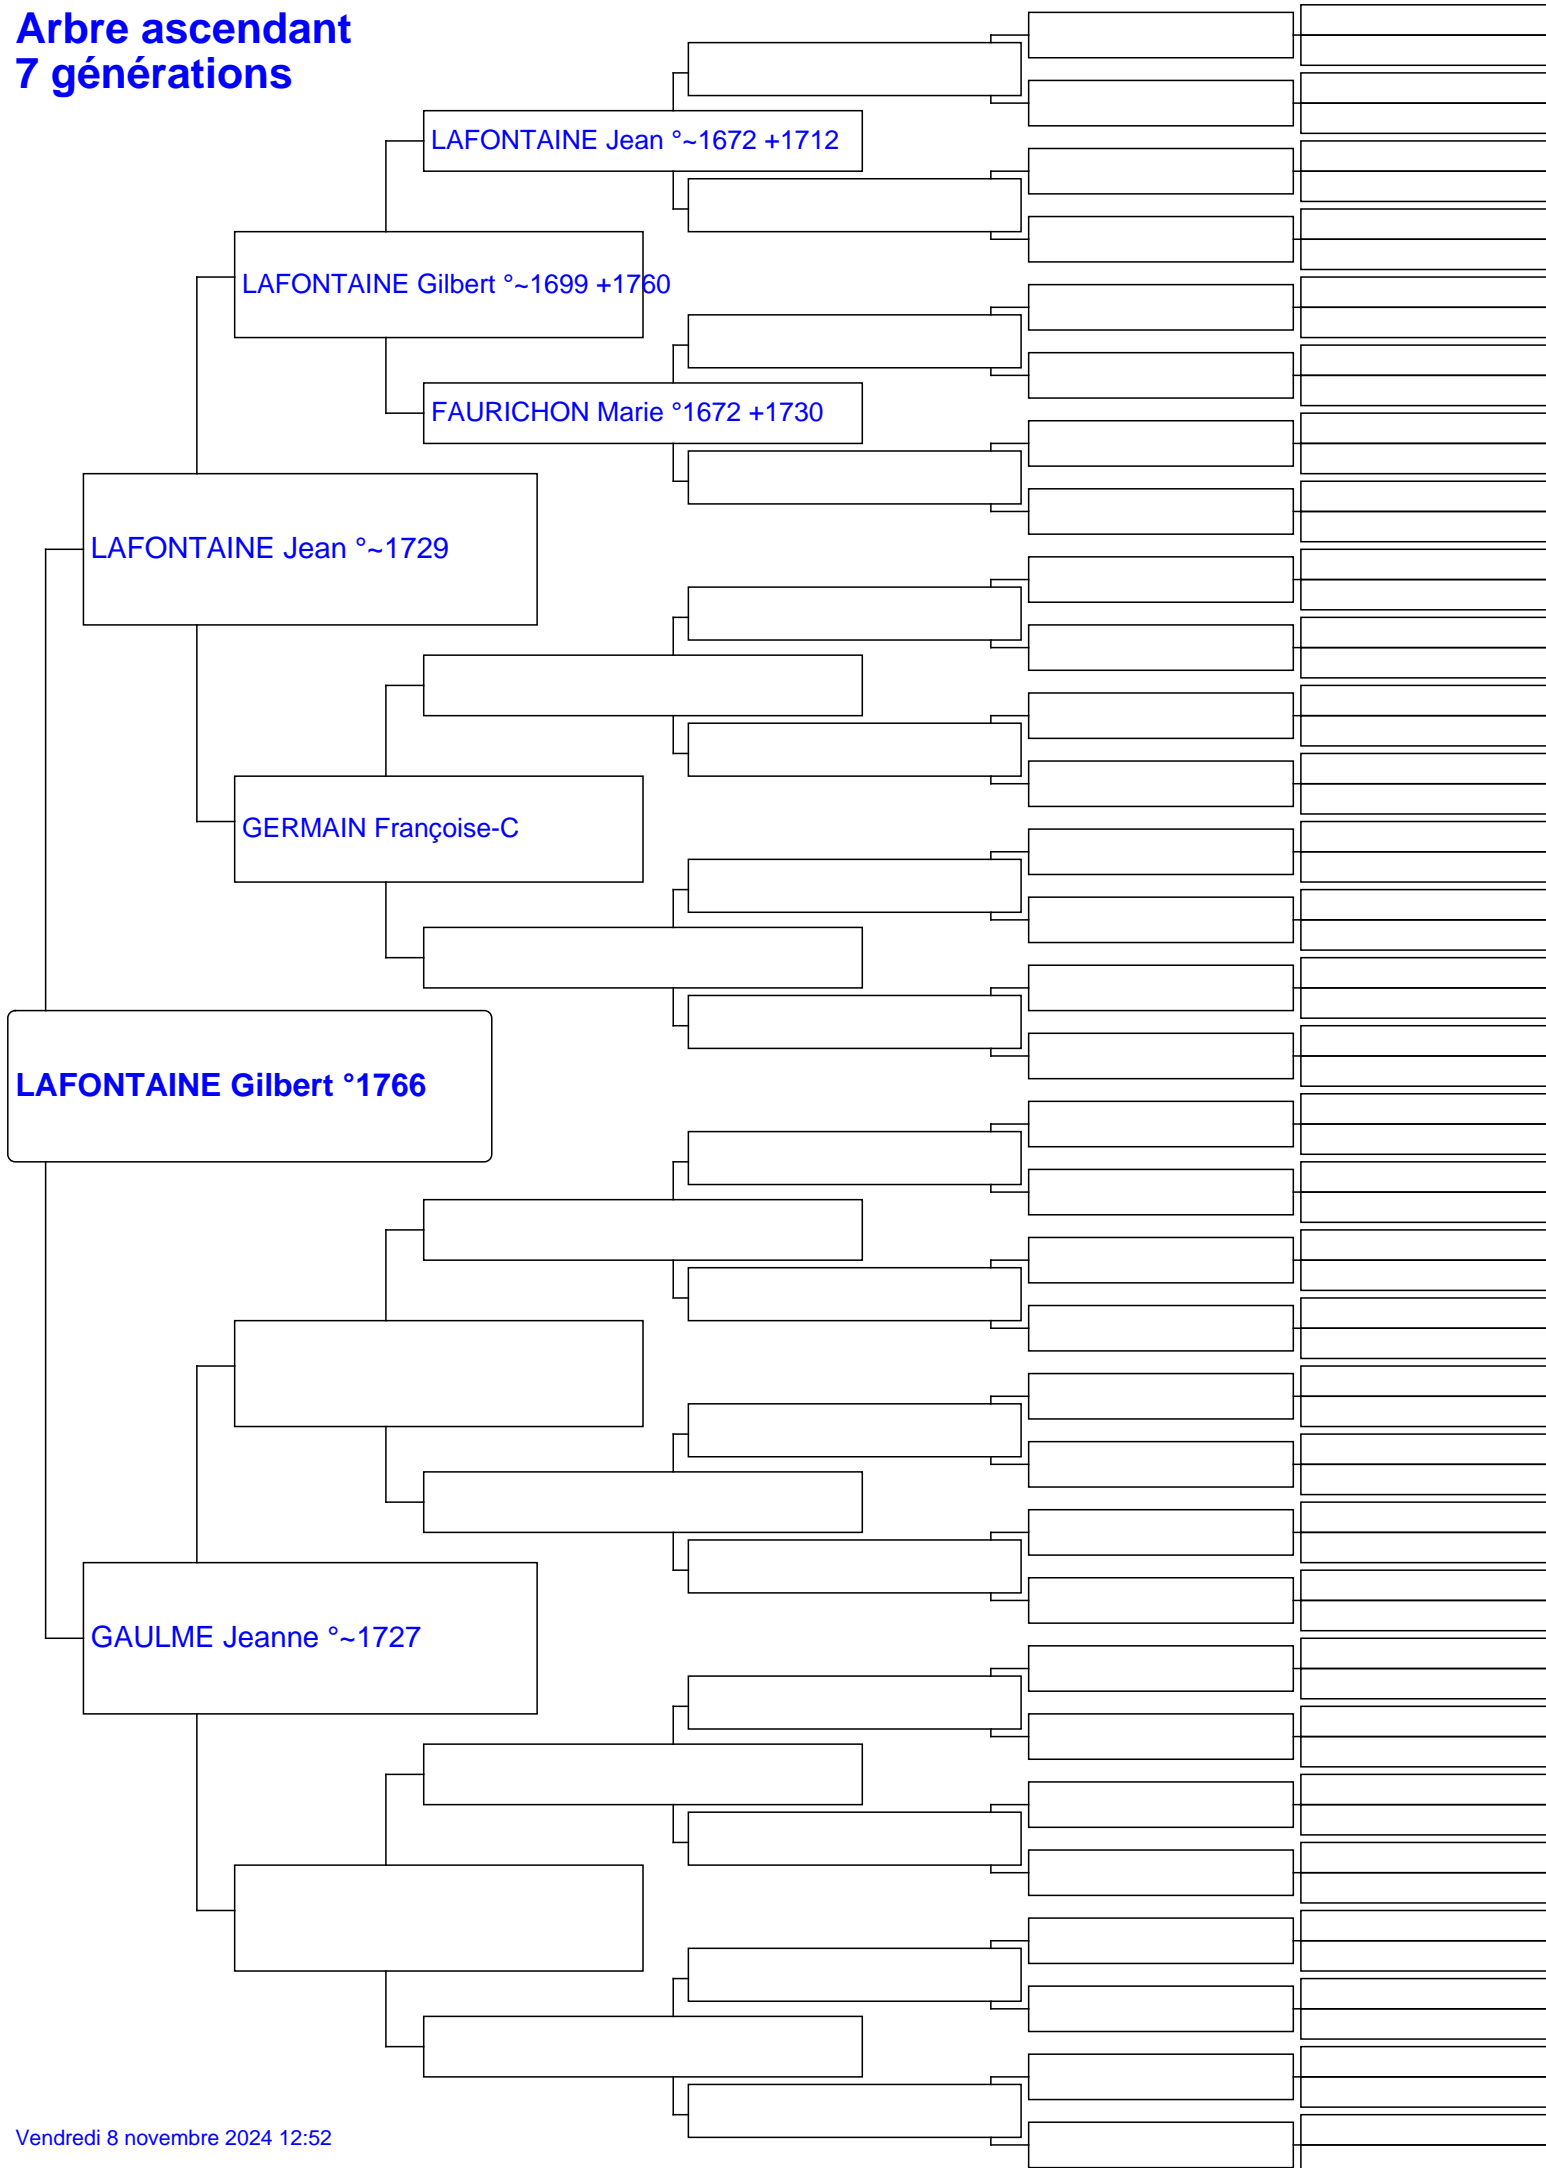 Arbre ascendant
7 générations
LAFONTAINE Jean °~1672 +1712
LAFONTAINE Gilbert °~1699 +1760
FAURICHON Marie °1672 +1730
LAFONTAINE Jean °~1729
GERMAIN Françoise-C
LAFONTAINE Gilbert °1766
GAULME Jeanne °~1727
Vendredi 8 novembre 2024 12:52